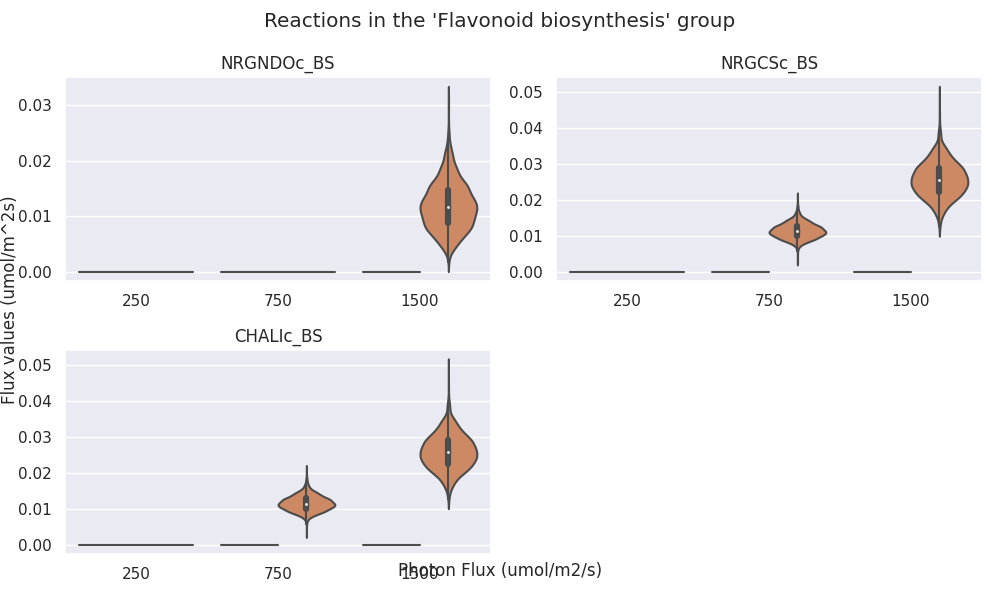 Reactions in the 'Flavonoid biosynthesis' group
NRGNDOc_BS
0.03
0.02
0.01
0.00
250 750 1500
NRGCSc_BS
0.05
0.04
0.03
0.02
0.01
0.00
250 750 1500
CHALIc_BS
0.05
0.04
0.03
0.02
0.01
0.00
250 750 1500
Flux values (umol/m^2s)
Photon Flux (umol/m2/s)